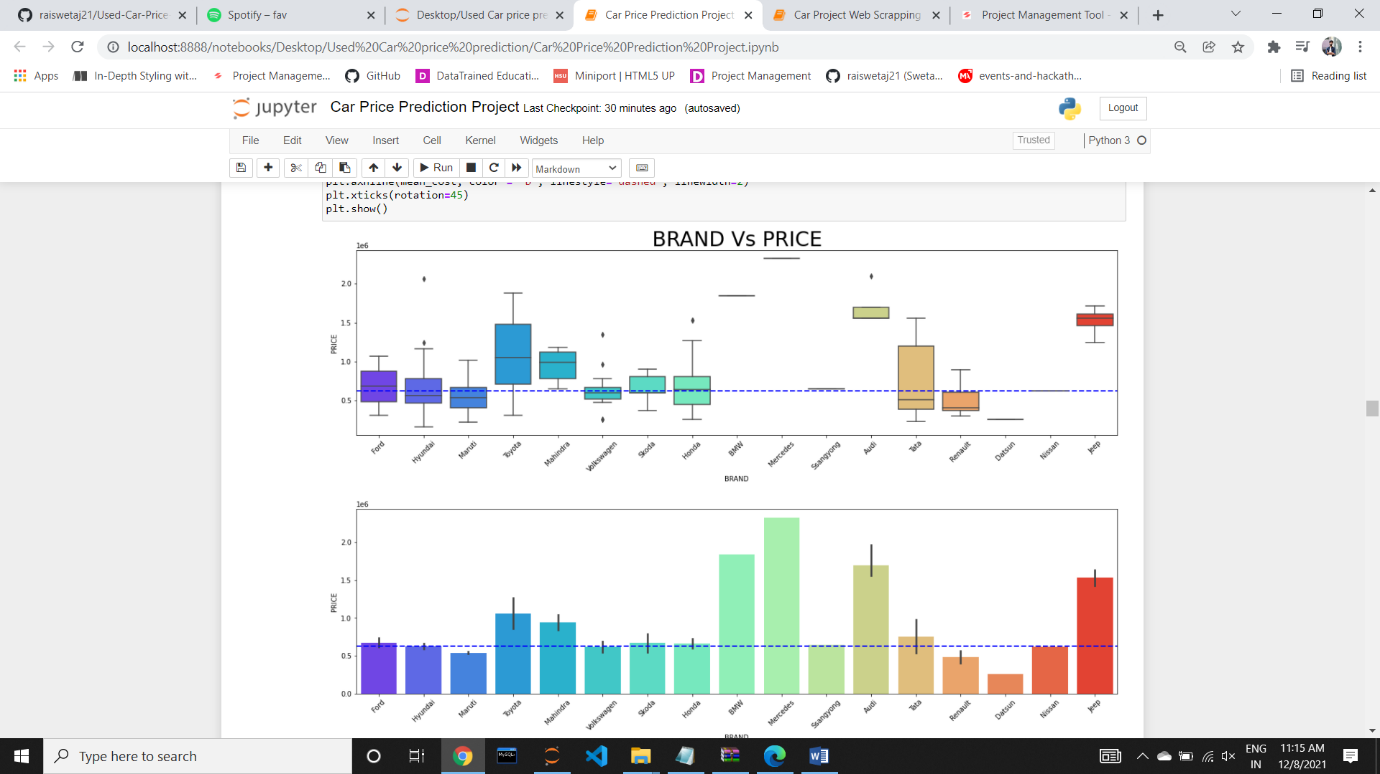 raiswetaj21/Used-Car-Price
Spotify – fav
Desktop/Used Car price pre
Car Price Prediction Project
Car Project Web Scrapping
Project Management Tool -
localhost:8888/notebooks/Desktop/Used%20Car%20price%20prediction/Car%20Price%20Prediction%20Project.ipynb
Apps
In-Depth Styling wit...
Project Manageme...
GitHub
DataTrained Educati...
Miniport | HTML5 UP
Project Management
raiswetaj21 (Sweta...
events-and-hackath...
Reading list
jupyter Car Price Prediction Project Last Checkpoint: 30 minutes ago (autosaved)
Logout
File Edit View Insert Cell Kernel Widgets Help
Trusted
Python 3
Run
Markdown
plt.xticks(rotation=45)
plt.show()
BRAND Vs PRICE
1e6
2.0
1.5
1.0
0.5
PRICE
Ford Hyundai Maruti Toyota Mahindra Volkswagen Skoda Honda BMW Mercedes Ssangyong Audi Tata Renault Datsun Nissan Jeep
BRAND
1e6
2.0
1.5
1.0
0.5
0.0
PRICE
Ford Hyundai Maruti Toyota Mahindra Volkswagen Skoda Honda BMW Mercedes Ssangyong Audi Tata Renault Datsun Nissan Jeep
BRAND
Type here to search
ENG
IN
11:15 AM
12/8/2021